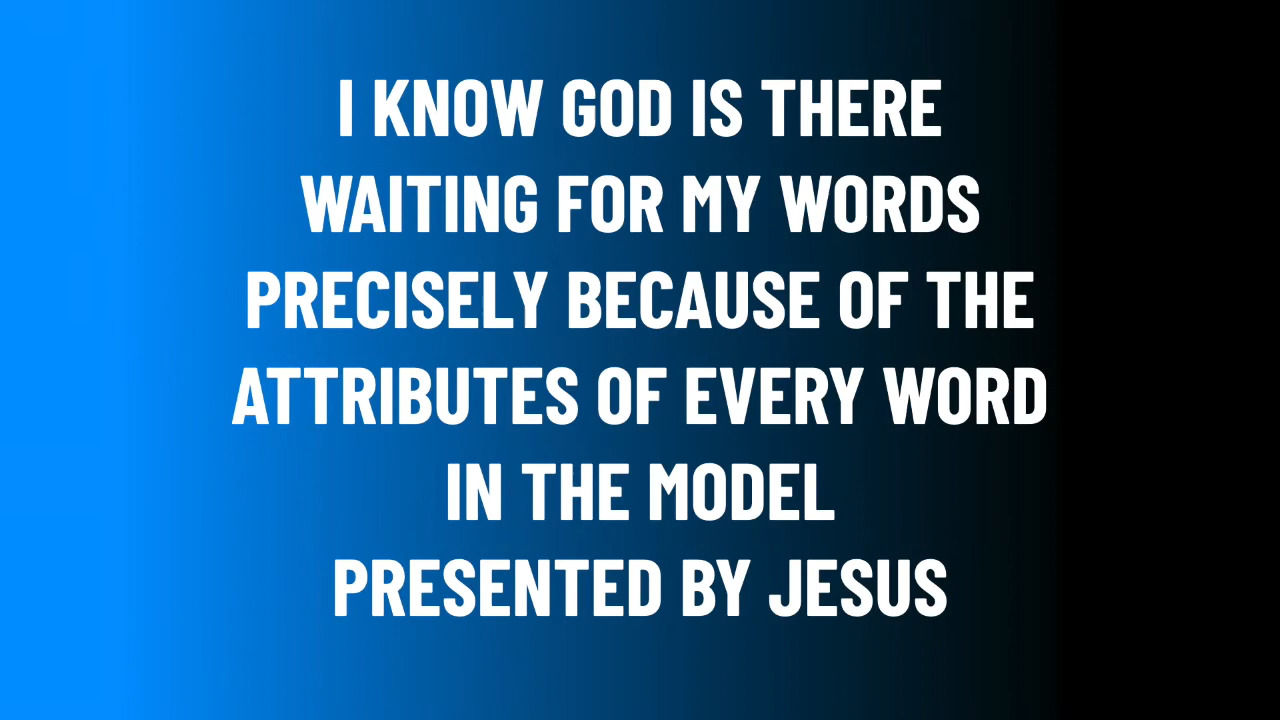 I KNOW GOD IS THERE
WAITING FOR MY WORDS
PRECISELY BECAUSE OF THE
ATTRIBUTES OF EVERY WORD
IN THE MODEL
PRESENTED BY JESUS